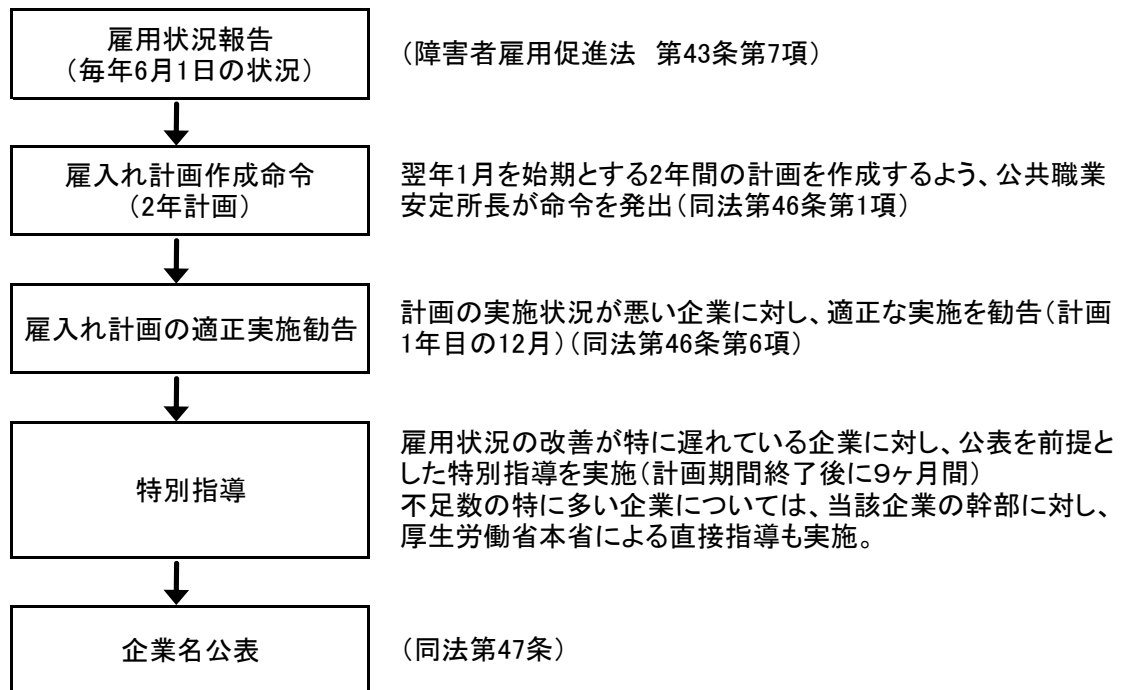 雇用状況報告
(毎年6月1日の状況)
(障害者雇用促進法 第43条第7項)
雇入れ計画作成命令
(2年計画)
翌年1月を始期とする2年間の計画を作成するよう、公共職業
安定所長が命令を発出(同法第46条第1項)
雇入れ計画の適正実施勧告
計画の実施状況が悪い企業に対し、適正な実施を勧告(計画
1年目の12月)(同法第46条第6項)
特別指導
雇用状況の改善が特に遅れている企業に対し、公表を前提と
した特別指導を実施(計画期間終了後に9ヶ月間)
不足数の特に多い企業については、当該企業の幹部に対し、
厚生労働省本省による直接指導も実施。
企業名公表
(同法第47条)